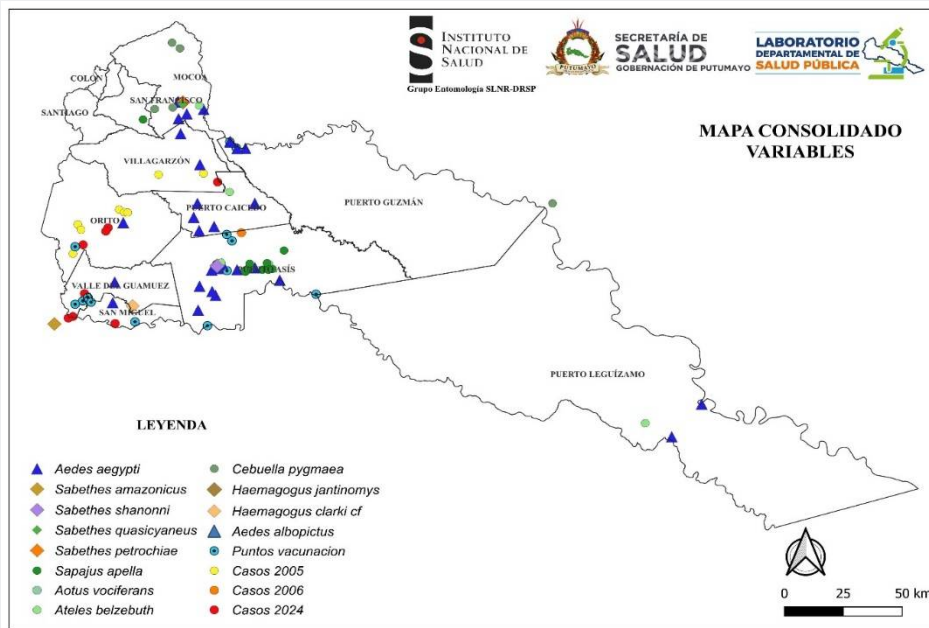 INSTITUTO
NACIONAL DE
SALUD
Grupo Entomología SLNR-DRSP
PUTUMAYO
SECRETARÍA DE
SALUD
GOBERNACIÓN DE PUTUMAYO
LABORATORIO
DEPARTAMENTAL DE
SALUD PÚBLICA
MAPA CONSOLIDADO
VARIABLES
COLÓN
MOCOA
SAN FRANCISCO
SANTIAGO
VILLAGARZÓN
PUERTO CAICEDO
PUERTO GUZMÁN
ORITO
VALLE DEL GUAMUEZ
SAN MIGUEL
PUERTO LEGUÍZAMO
LEYENDA
Aedes aegypti
Sabethes amazonicus
Sabethes shanonni
Sabethes quasicyaneus
Sabethes petrochiae
Sapajus apella
Aotus vociferans
Ateles belzebuth
Cebuella pygmaea
Haemagogus jantinomys
Haemagogus clarki cf
Aedes albopictus
Puntos vacunacion
Casos 2005
Casos 2006
Casos 2024
0 25 50 km